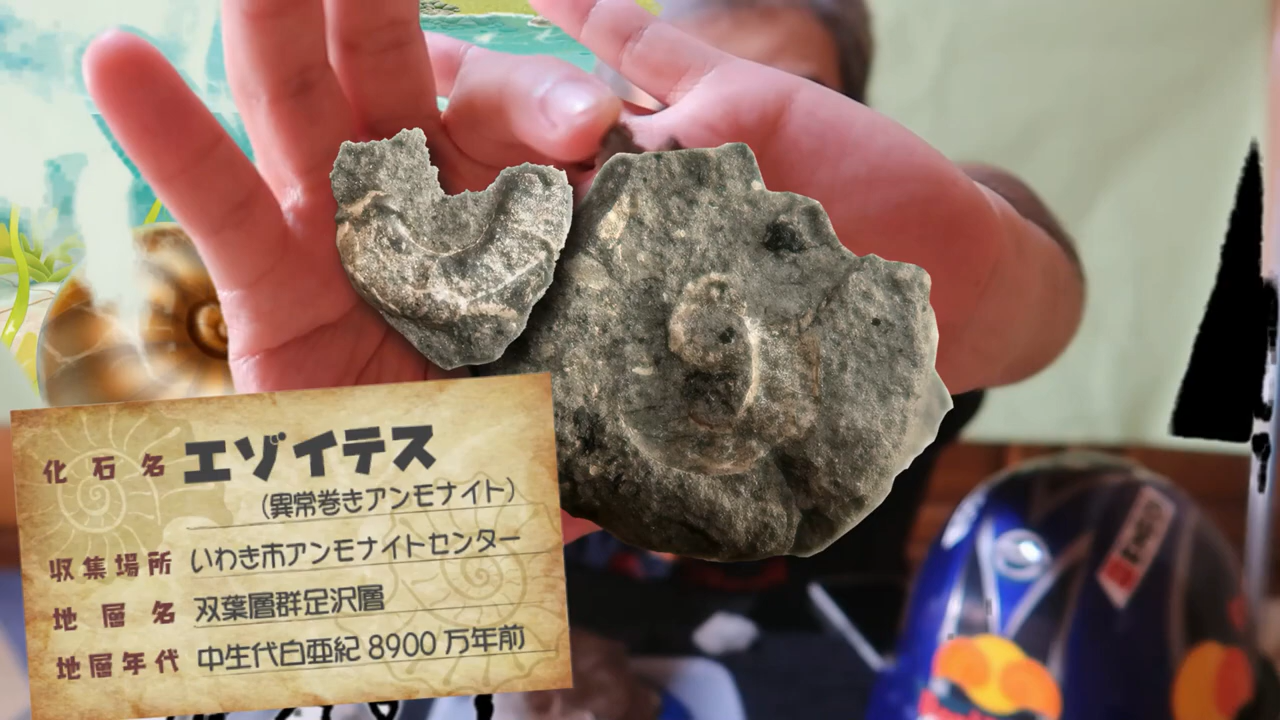 化石名 エゾイテス
(異常巻きアンモナイト)
収集場所 いわき市アンモナイトセンター
地層名 双葉層群足沢層
地層年代 中生代白亜紀 8900 万年前